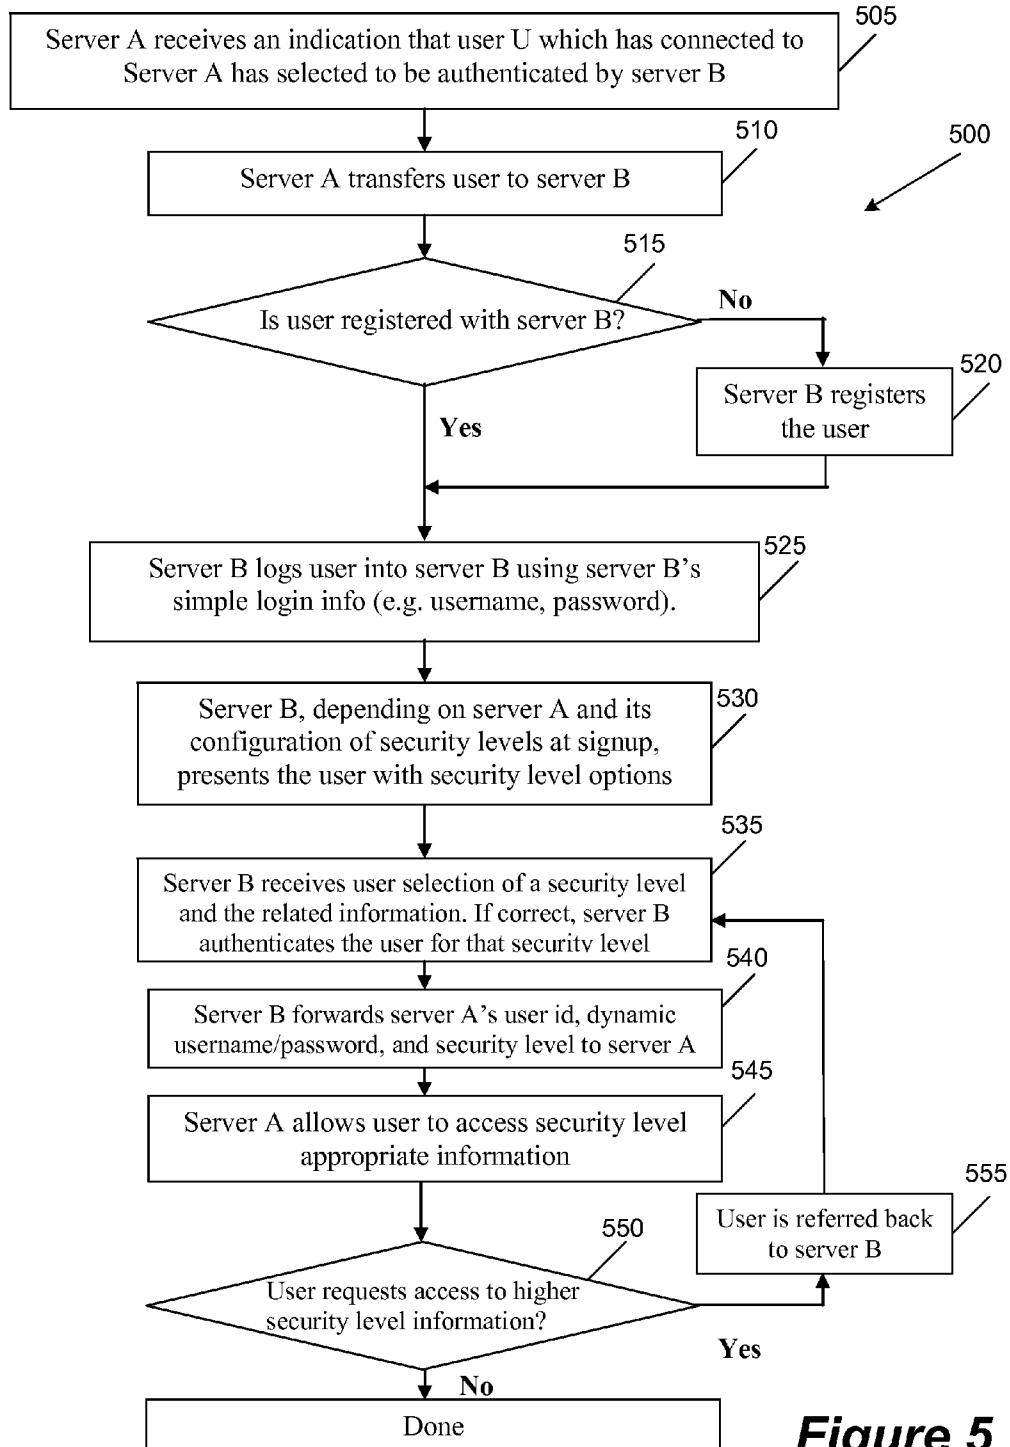 505
Server A receives an indication that user U which has connected to
Server A has selected to be authenticated by server B
510
500
Server A transfers user to server B
515
No
Is user registered with server B?
520
Server B registers
the user
Yes
525
Server B logs user into server B using server B's
simple login info (e.g. username, password).
530
Server B, depending on server A and its
configuration of security levels at signup,
presents the user with security level options
535
Server B receives user selection of a security level
and the related information. If correct, server B
authenticates the user for that security level
540
Server B forwards server A's user id, dynamic
username/password, and security level to server A
545
Server A allows user to access security level
appropriate information
555
User is referred back
to server B
550
User requests access to higher
security level information?
Yes
No
Done
Figure 5